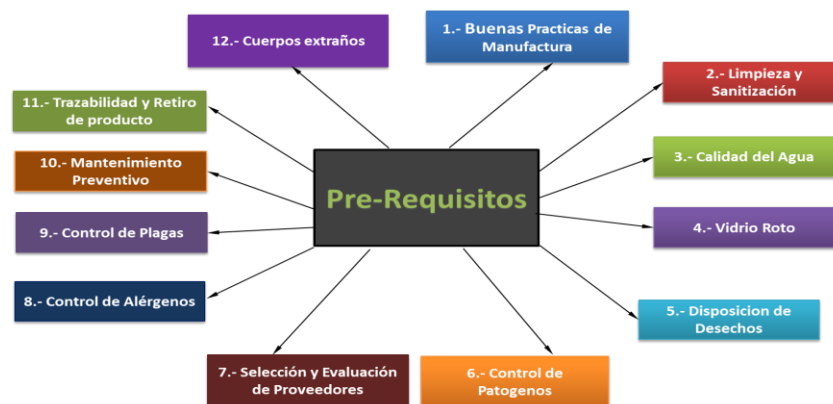 Pre-Requisitos
1.- Buenas Practicas de
Manufactura
2.- Limpieza y
Sanitización
3.- Calidad del Agua
4.- Vidrio Roto
5.- Disposicion de
Desechos
6.- Control de
Patogenos
7.- Selección y Evaluación
de Proveedores
8.- Control de Alérgenos
9.- Control de Plagas
10.- Mantenimiento
Preventivo
11.- Trazabilidad y Retiro
de producto
12.- Cuerpos extraños